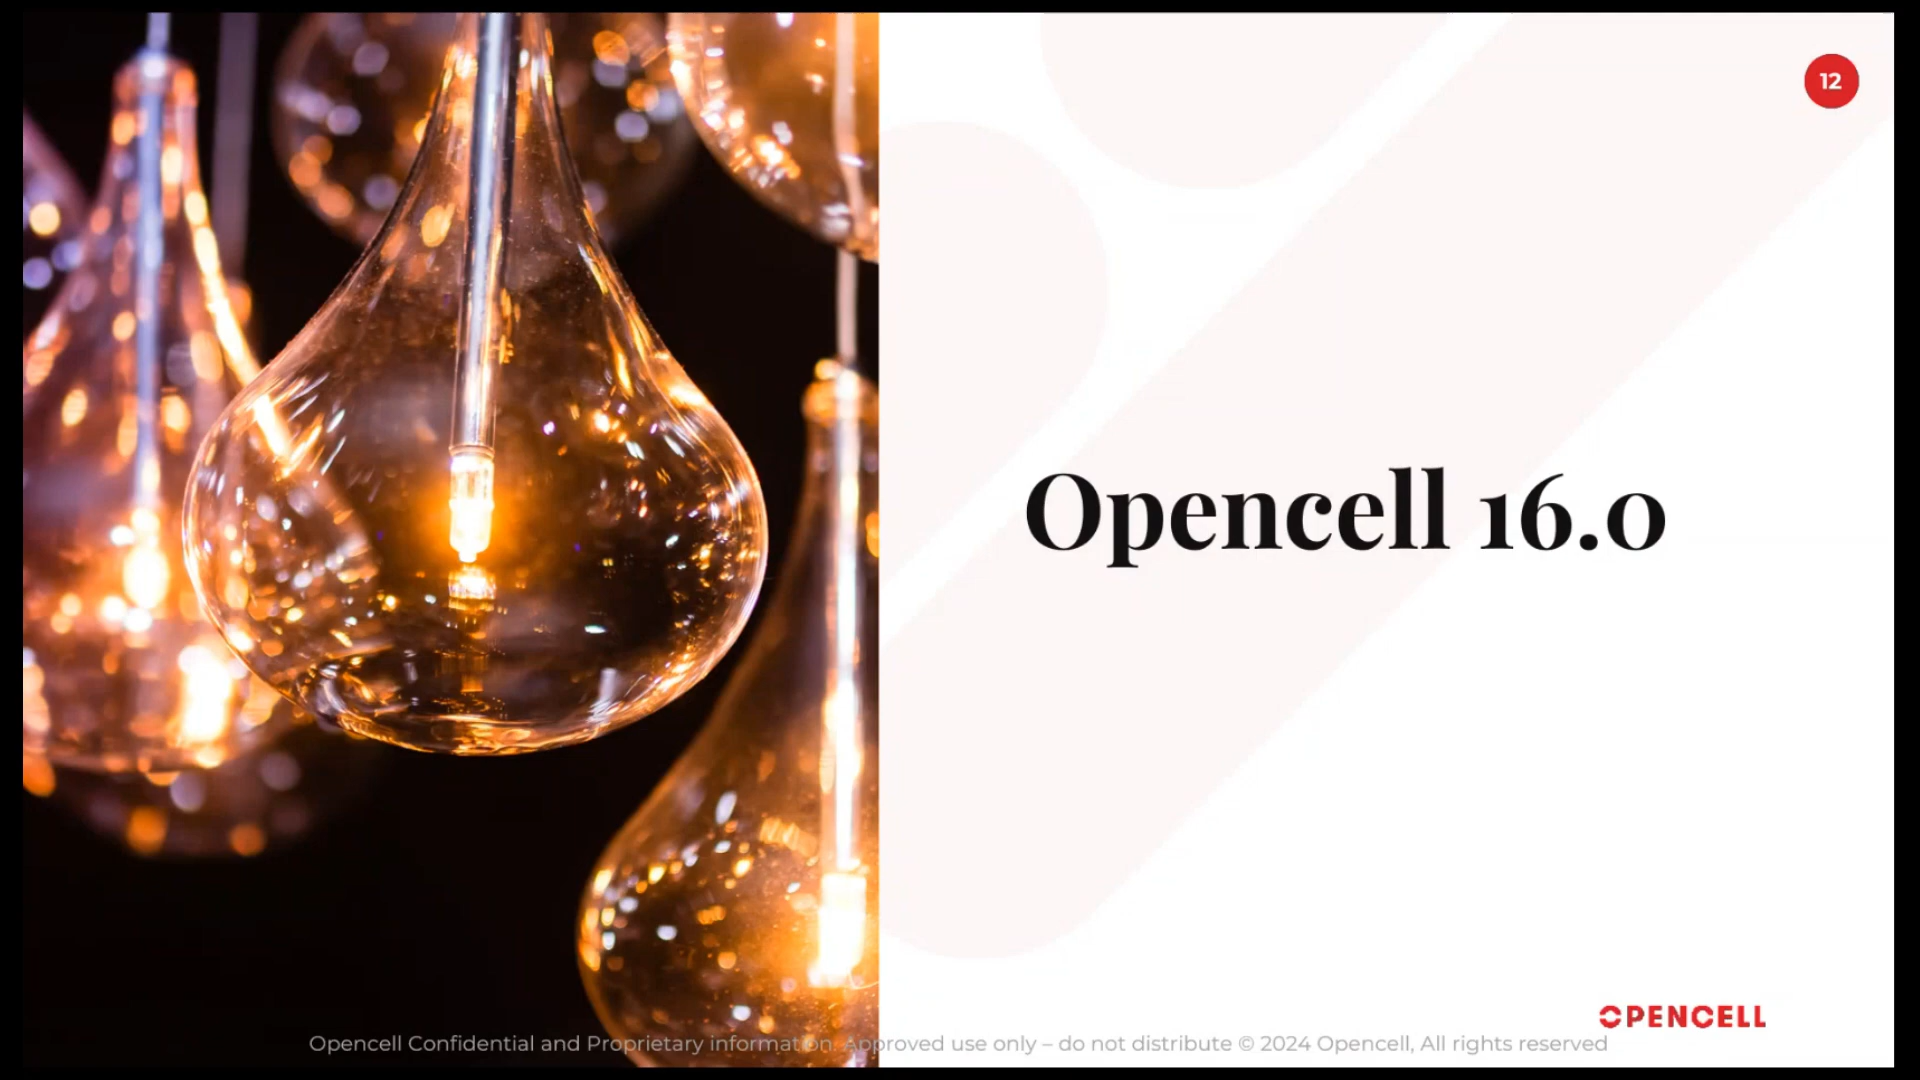 12
Opencell 16.0
OPENCELL
Opencell Confidential and Proprietary information. Approved use only – do not distribute © 2024 Opencell, All rights reserved